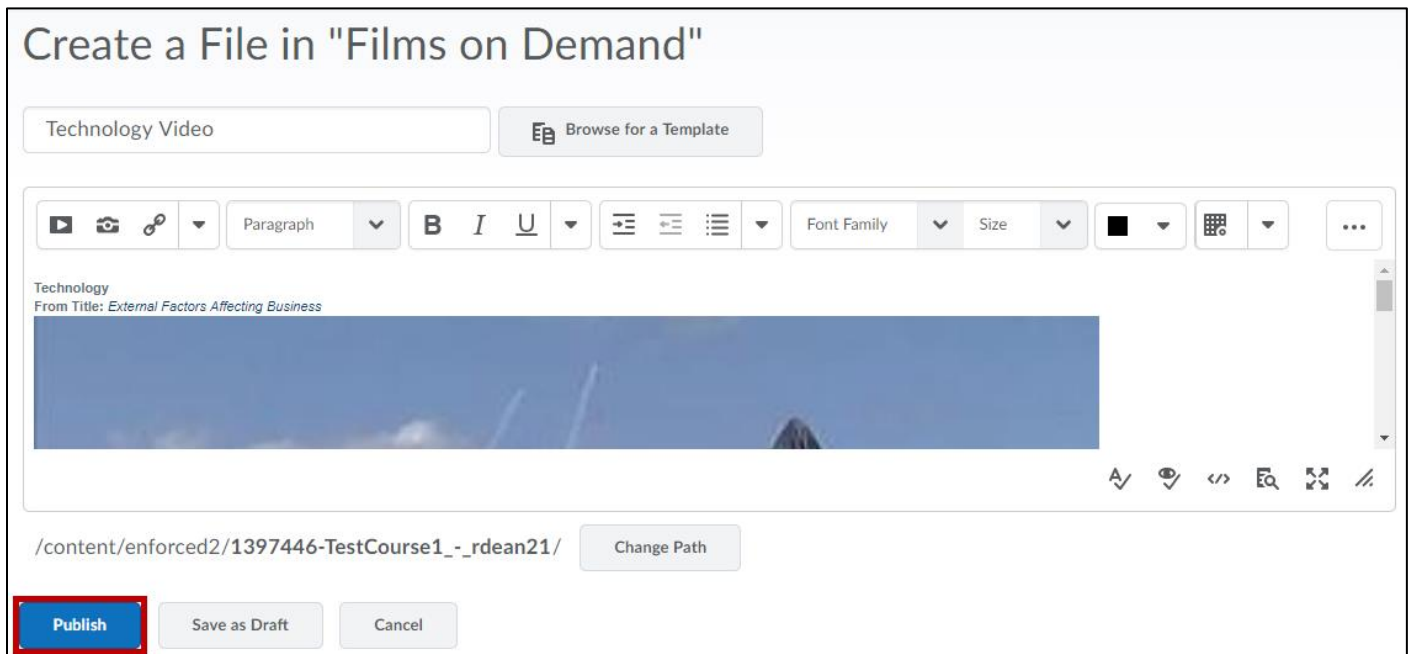 Create a File in "Films on Demand"
Technology Video
Browse for a Template
Paragraph B I U Font Family Size
Technology
From Title: External Factors Affecting Business
/content/enforced2/1397446-TestCourse1_-_rdean21/ Change Path
Publish Save as Draft Cancel